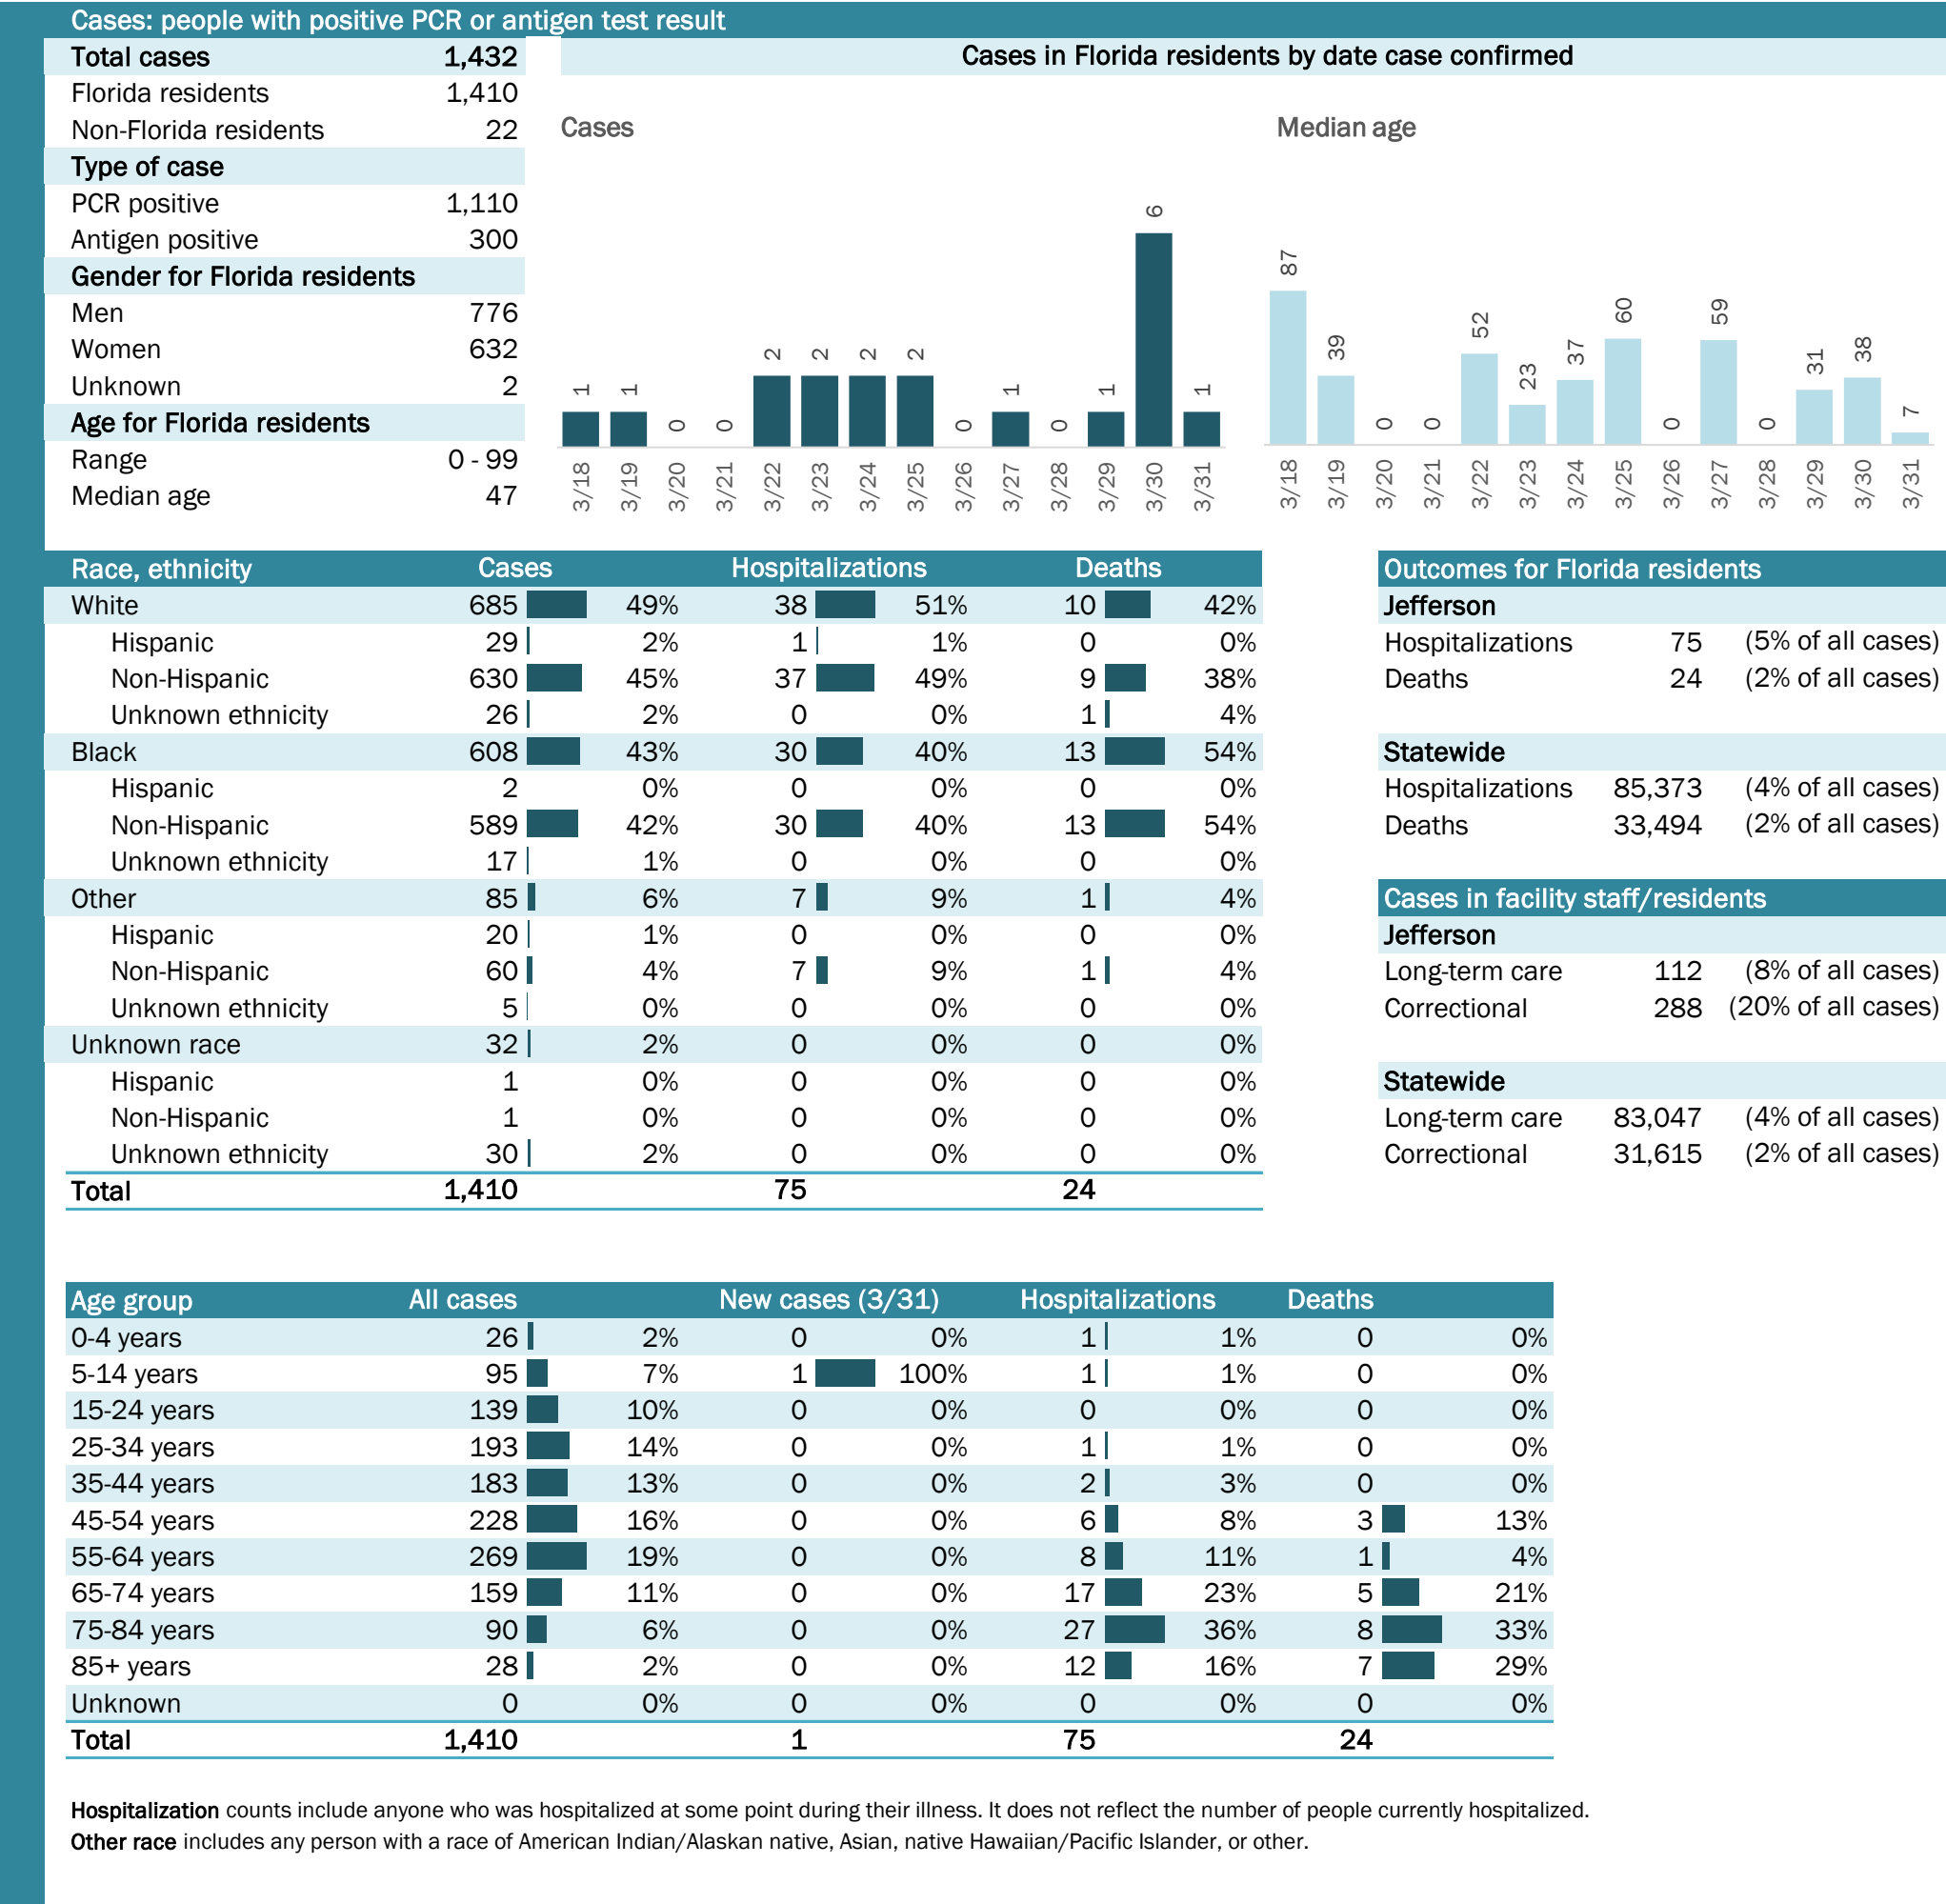 Cases: people with positive PCR or antigen test result
Total cases 1,432
Florida residents 1,410
Non-Florida residents 22
Type of case
PCR positive 1,110
Antigen positive 300
Gender for Florida residents
Men 776
Women 632
Unknown 2
Age for Florida residents
Range 0 - 99
Median age 47
Cases in Florida residents by date case confirmed
Cases
1 1 0 0 2 2 2 2 0 1 0 1 6 1
3/18 3/19 3/20 3/21 3/22 3/23 3/24 3/25 3/26 3/27 3/28 3/29 3/30 3/31
Median age
87 39 0 0 52 23 37 60 0 59 0 31 38 7
3/18 3/19 3/20 3/21 3/22 3/23 3/24 3/25 3/26 3/27 3/28 3/29 3/30 3/31
Race, ethnicity Cases Hospitalizations Deaths
White 685 49% 38 51% 10 42%
Hispanic 29 2% 1 1% 0 0%
Non-Hispanic 630 45% 37 49% 9 38%
Unknown ethnicity 26 2% 0 0% 1 4%
Black 608 43% 30 40% 13 54%
Hispanic 2 0% 0 0% 0 0%
Non-Hispanic 589 42% 30 40% 13 54%
Unknown ethnicity 17 1% 0 0% 0 0%
Other 85 6% 7 9% 1 4%
Hispanic 20 1% 0 0% 0 0%
Non-Hispanic 60 4% 7 9% 1 4%
Unknown ethnicity 5 0% 0 0% 0 0%
Unknown race 32 2% 0 0% 0 0%
Hispanic 1 0% 0 0% 0 0%
Non-Hispanic 1 0% 0 0% 0 0%
Unknown ethnicity 30 2% 0 0% 0 0%
Total 1,410 75 24
Outcomes for Florida residents
Jefferson
Hospitalizations 75 (5% of all cases)
Deaths 24 (2% of all cases)
Statewide
Hospitalizations 85,373 (4% of all cases)
Deaths 33,494 (2% of all cases)
Cases in facility staff/residents
Jefferson
Long-term care 112 (8% of all cases)
Correctional 288 (20% of all cases)
Statewide
Long-term care 83,047 (4% of all cases)
Correctional 31,615 (2% of all cases)
Age group All cases New cases (3/31) Hospitalizations Deaths
0-4 years 26 2% 0 0% 1 1% 0 0%
5-14 years 95 7% 1 100% 1 1% 0 0%
15-24 years 139 10% 0 0% 0 0% 0 0%
25-34 years 193 14% 0 0% 1 1% 0 0%
35-44 years 183 13% 0 0% 2 3% 0 0%
45-54 years 228 16% 0 0% 6 8% 3 13%
55-64 years 269 19% 0 0% 8 11% 1 4%
65-74 years 159 11% 0 0% 17 23% 5 21%
75-84 years 90 6% 0 0% 27 36% 8 33%
85+ years 28 2% 0 0% 12 16% 7 29%
Unknown 0 0% 0 0% 0 0% 0 0%
Total 1,410 1 75 24
Hospitalization counts include anyone who was hospitalized at some point during their illness. It does not reflect the number of people currently hospitalized.
Other race includes any person with a race of American Indian/Alaskan native, Asian, native Hawaiian/Pacific Islander, or other.